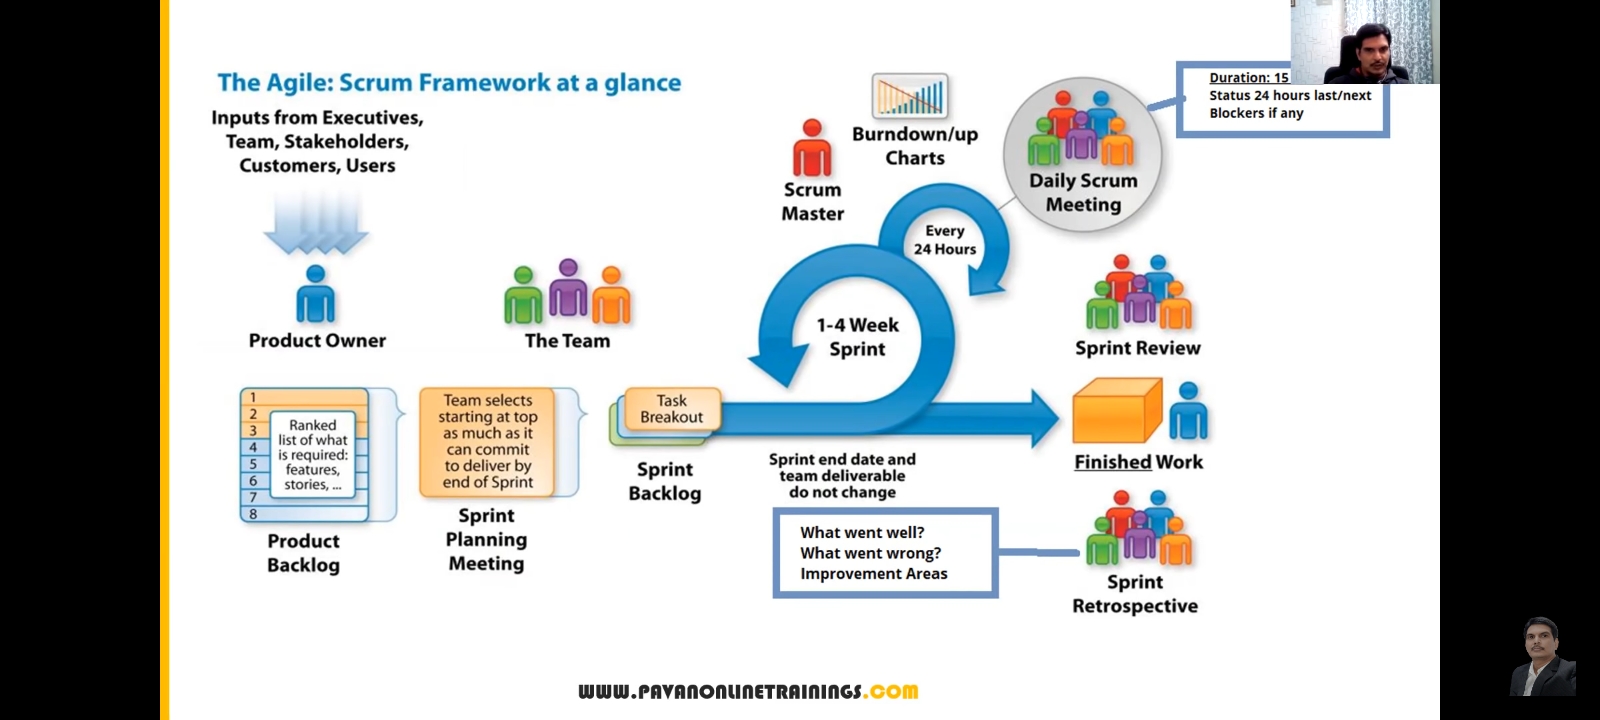 The Agile: Scrum Framework at a glance
Inputs from Executives,
Team, Stakeholders,
Customers, Users
Product Owner
The Team
Scrum
Master
Burndown/up
Charts
Daily Scrum
Meeting
Duration: 15
Status 24 hours last/next
Blockers if any
Every
24 Hours
1-4 Week
Sprint
Sprint Review
1
2
3
4
5
6
7
8
Ranked
list of what
is required:
features,
stories, ...
Product
Backlog
Team selects
starting at top
as much as it
can commit
to deliver by
end of Sprint
Sprint
Planning
Meeting
Task
Breakout
Sprint
Backlog
Sprint end date and
team deliverable
do not change
Finished Work
What went well?
What went wrong?
Improvement Areas
Sprint
Retrospective
WWW.PAVANONLINETRAININGS.COM